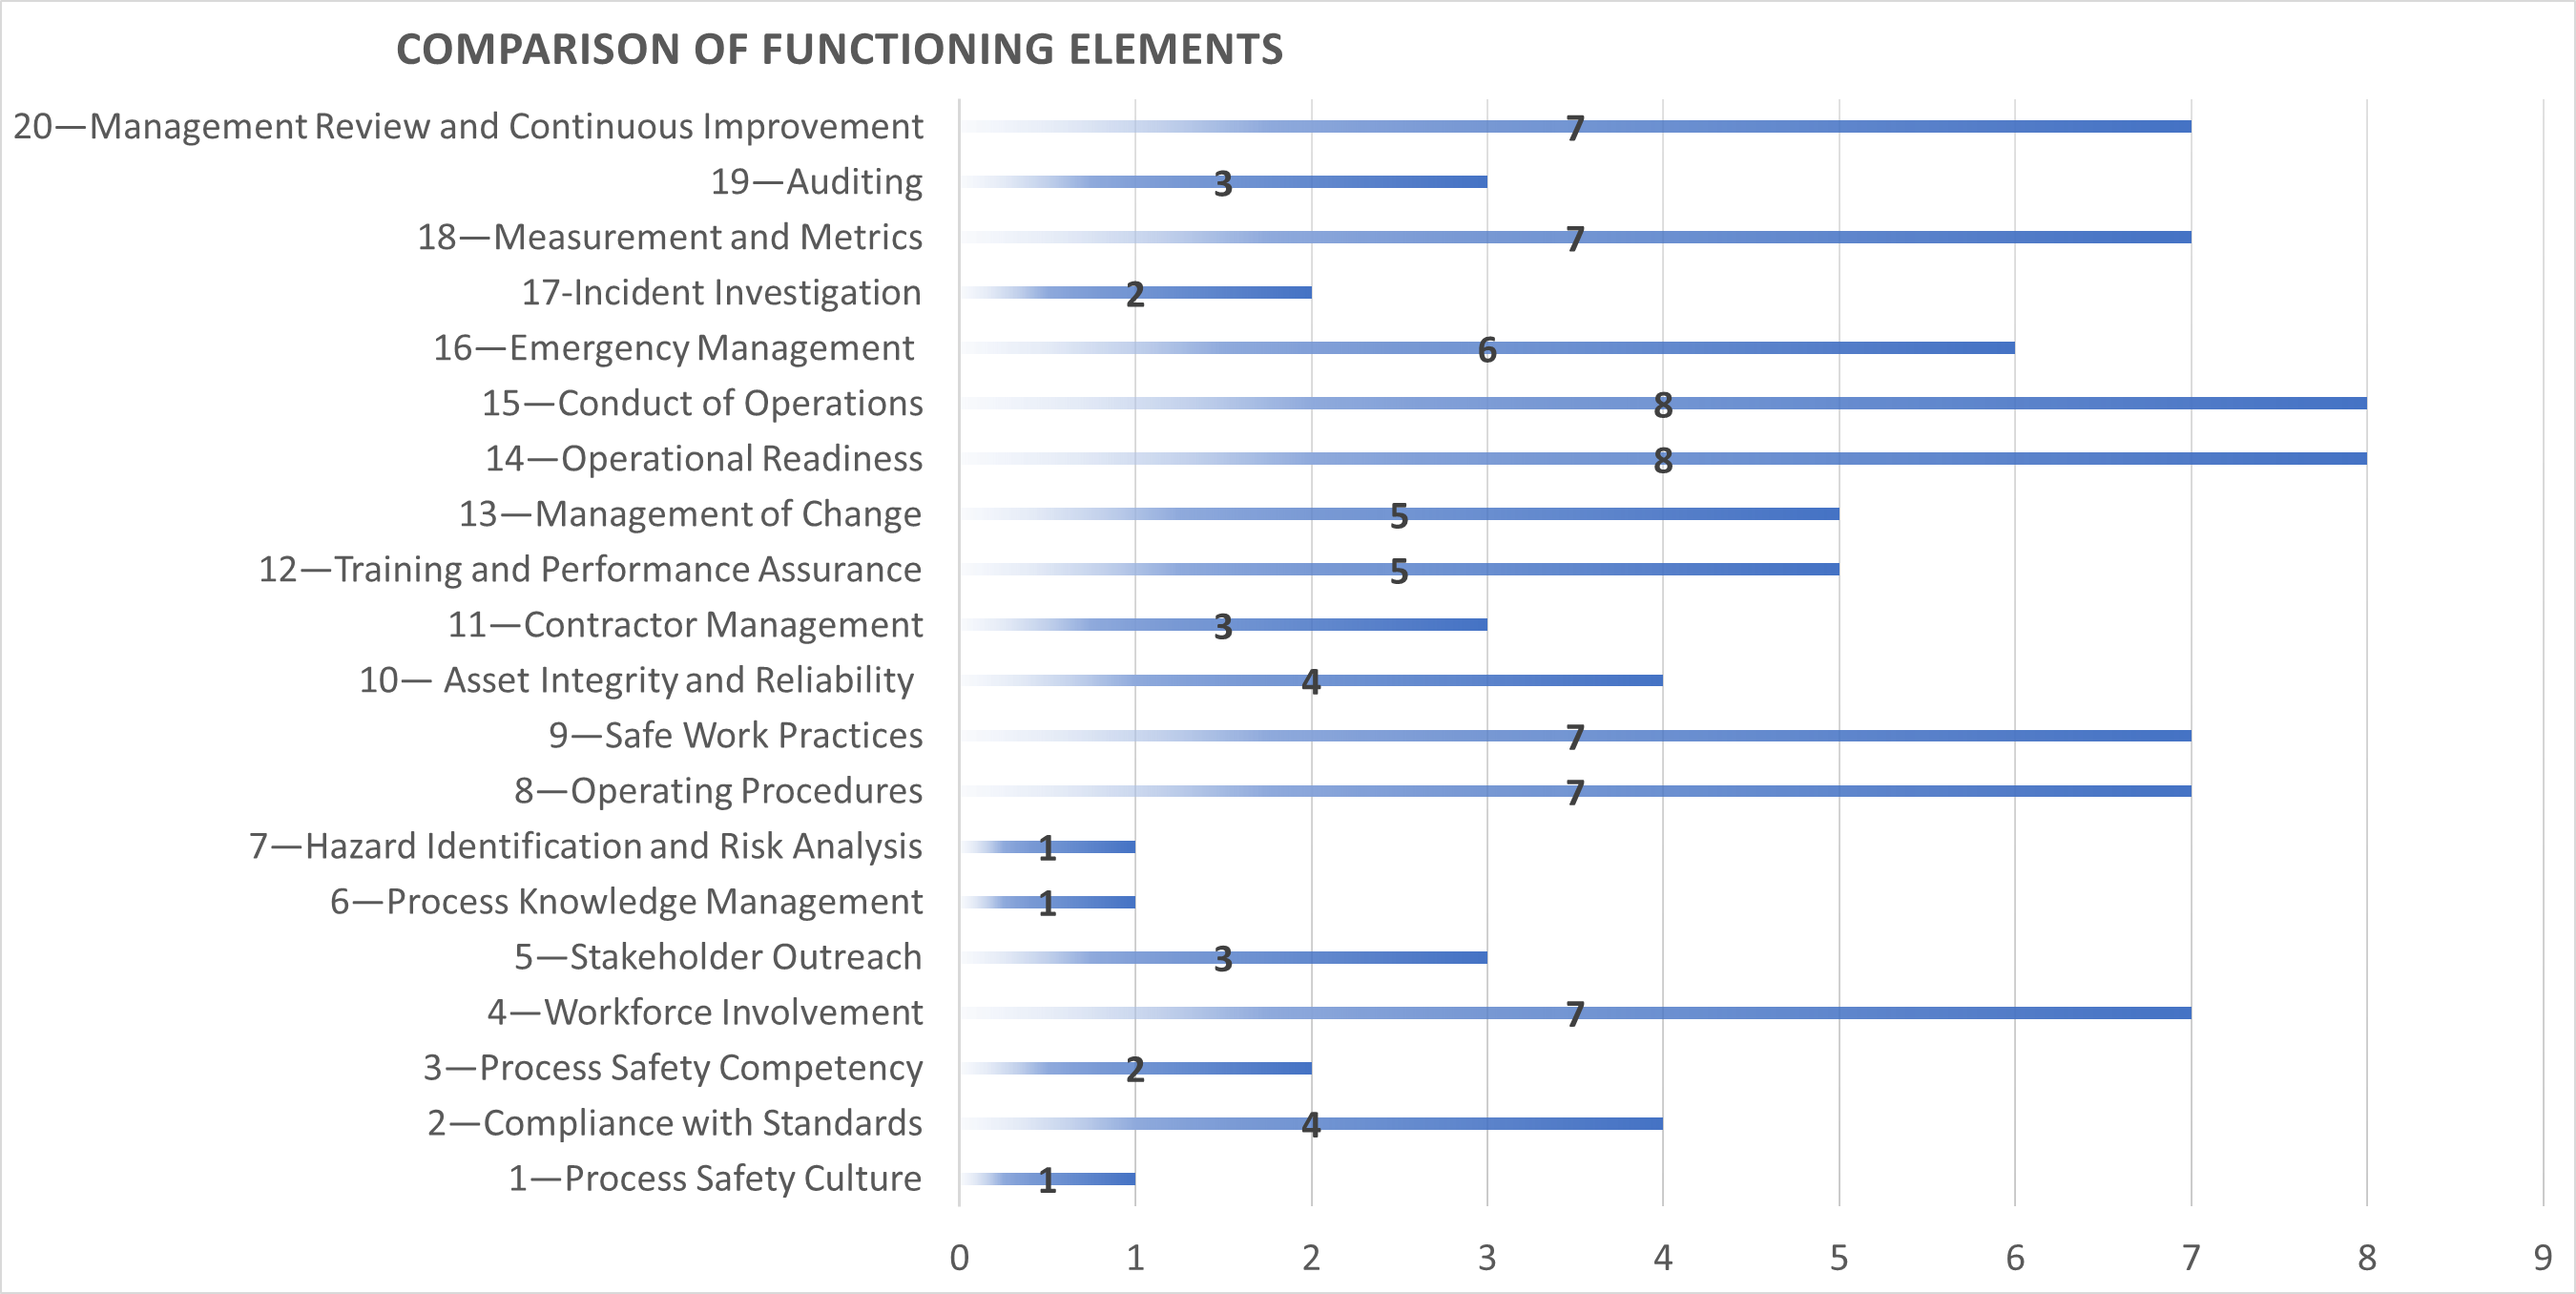 COMPARISON OF FUNCTIONING ELEMENTS
20—Management Review and Continuous Improvement 7
19—Auditing 3
18—Measurement and Metrics 7
17-Incident Investigation 2
16—Emergency Management 6
15—Conduct of Operations 8
14—Operational Readiness 8
13—Management of Change 5
12—Training and Performance Assurance 5
11—Contractor Management 3
10— Asset Integrity and Reliability 4
9—Safe Work Practices 7
8—Operating Procedures 7
7—Hazard Identification and Risk Analysis 1
6—Process Knowledge Management 1
5—Stakeholder Outreach 3
4—Workforce Involvement 7
3—Process Safety Competency 2
2—Compliance with Standards 4
1—Process Safety Culture 1
0 1 2 3 4 5 6 7 8 9